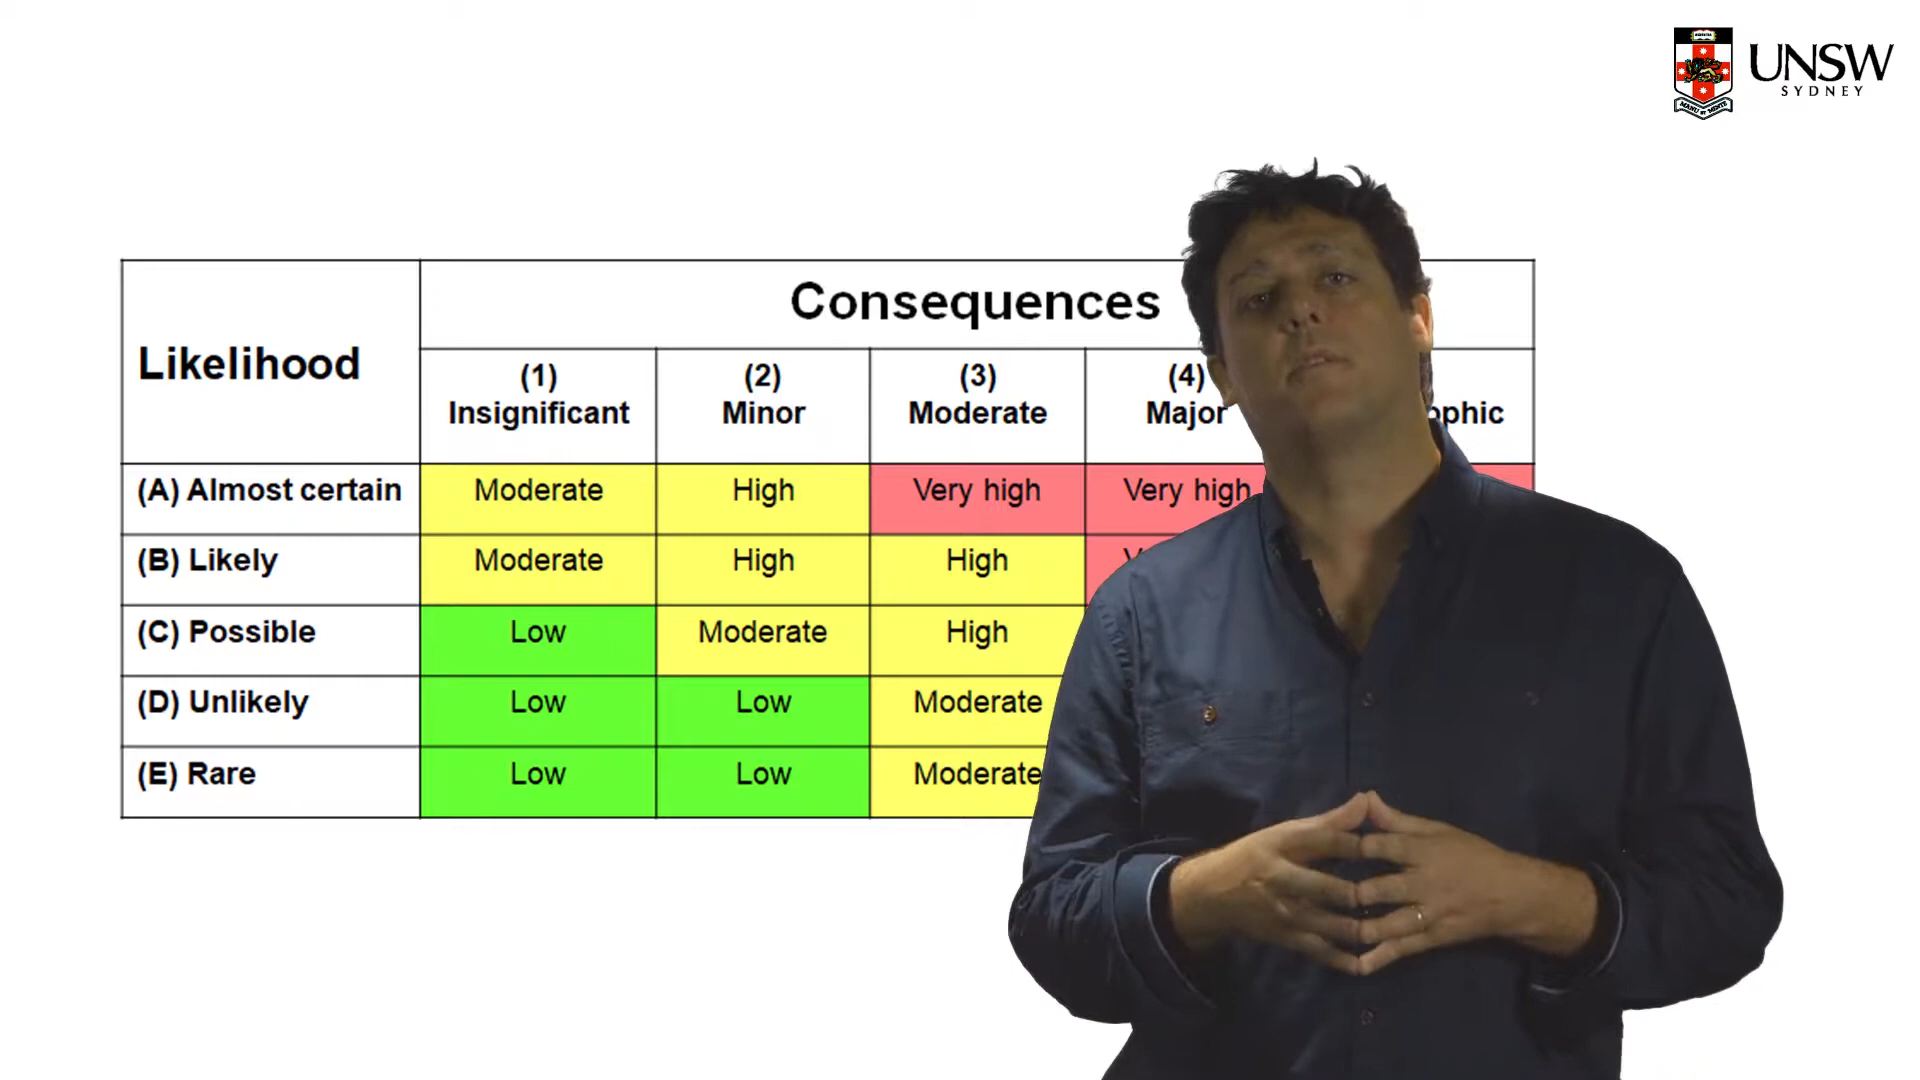 UNSW
SYDNEY
Consequences
Likelihood
(1) (2) (3) (4)
Insignificant Minor Moderate Major
(A) Almost certain Moderate High Very high Very high
(B) Likely Moderate High High
(C) Possible Low Moderate High
(D) Unlikely Low Low Moderate
(E) Rare Low Low Moderate